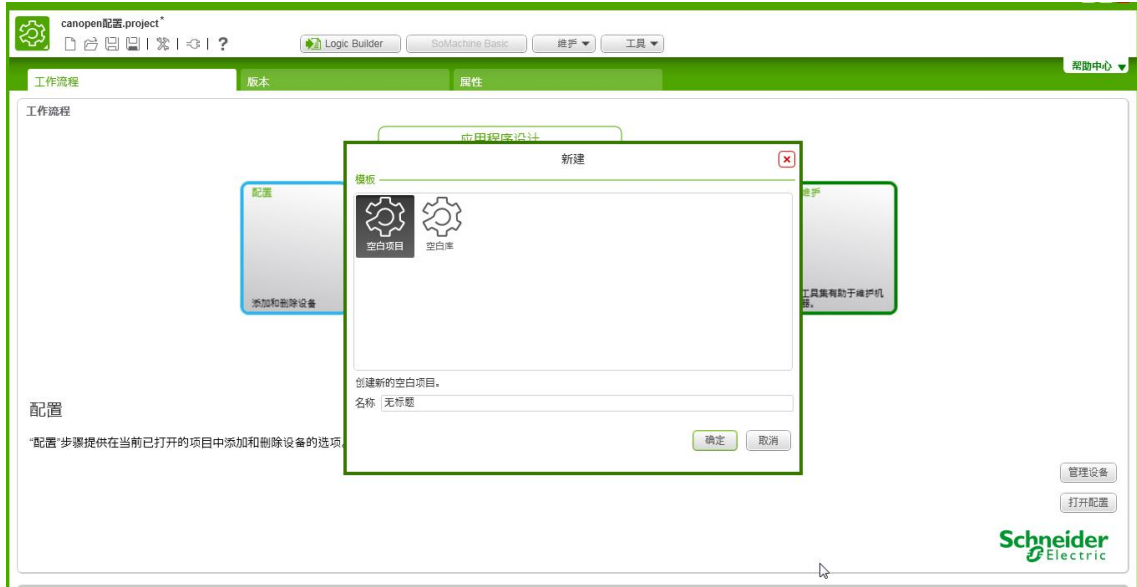 canopen配置.project*
Logic Builder
SoMachine Basic
维护
工具
帮助中心
工作流程
版本
属性
工作流程
应用程序设计
新建
模板
空白项目
空白库
配置
添加和删除设备
维护
工具集有助于维护机
器。
创建新的空白项目。
名称 无标题
确定
取消
配置
“配置”步骤提供在当前已打开的项目中添加和删除设备的选项。
管理设备
打开配置
Schneider
Electric